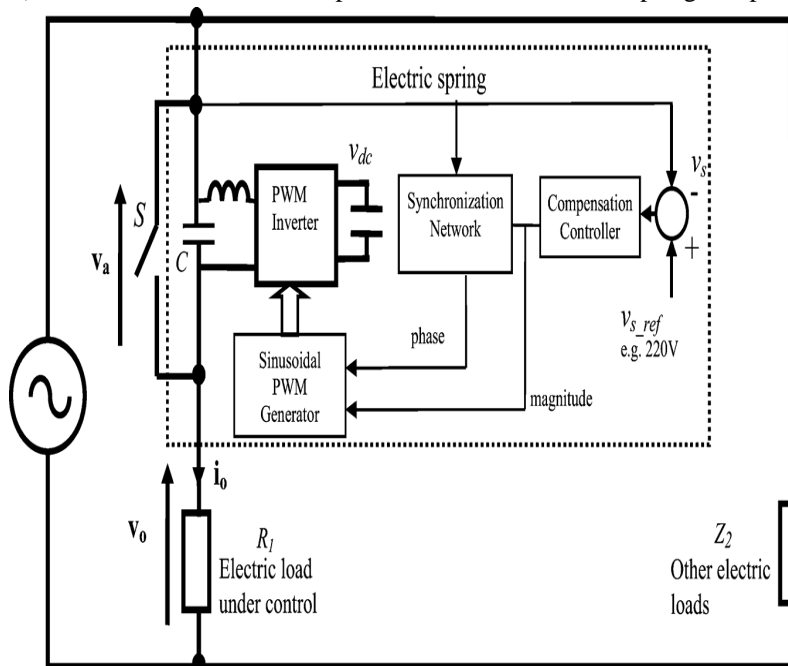 Electric spring
v_dc
v_s
PWM
Inverter
Synchronization
Network
Compensation
Controller
-
+
S
C
v_a
v_s_ref
e.g. 220V
phase
Sinusoidal
PWM
Generator
magnitude
i_o
v_o
R_1
Electric load
under control
Z_2
Other electric
loads